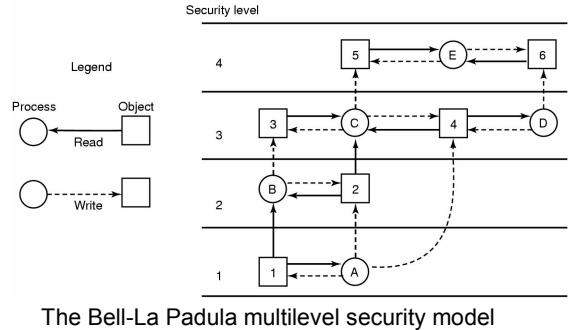 Security level
Legend
Process Object
Read
Write
4
5 E 6
3
3 C 4 D
2
B 2
1
1 A
The Bell-La Padula multilevel security model